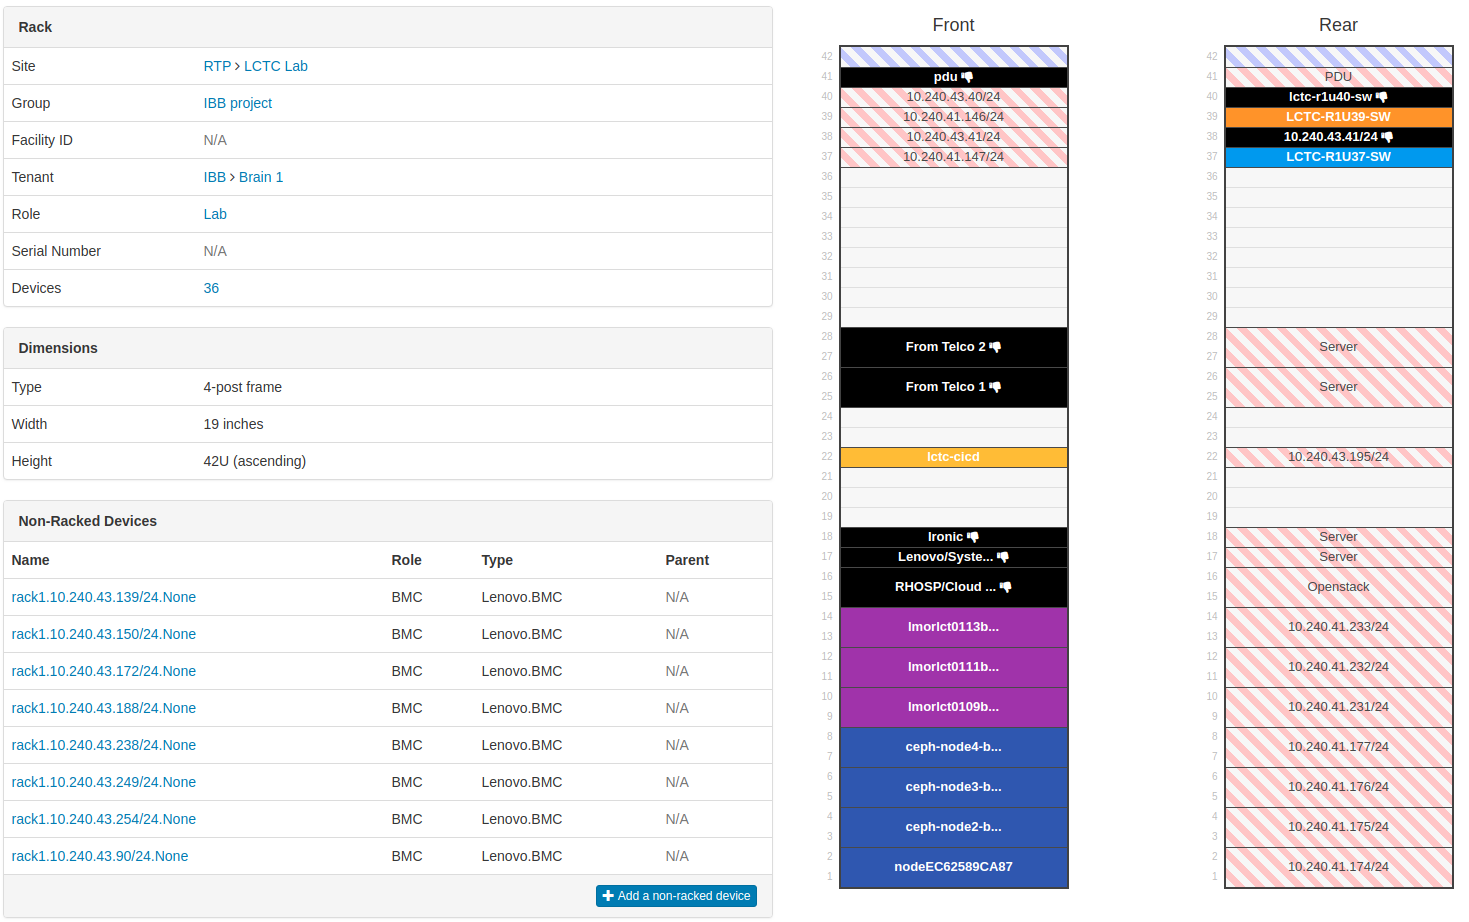 Rack
Site RTP > LCTC Lab
Group IBB project
Facility ID N/A
Tenant IBB > Brain 1
Role Lab
Serial Number N/A
Devices 36
Dimensions
Type 4-post frame
Width 19 inches
Height 42U (ascending)
Non-Racked Devices
Name Role Type Parent
rack1.10.240.43.139/24.None BMC Lenovo.BMC N/A
rack1.10.240.43.150/24.None BMC Lenovo.BMC N/A
rack1.10.240.43.172/24.None BMC Lenovo.BMC N/A
rack1.10.240.43.188/24.None BMC Lenovo.BMC N/A
rack1.10.240.43.238/24.None BMC Lenovo.BMC N/A
rack1.10.240.43.249/24.None BMC Lenovo.BMC N/A
rack1.10.240.43.254/24.None BMC Lenovo.BMC N/A
rack1.10.240.43.90/24.None BMC Lenovo.BMC N/A
Add a non-racked device
Front
42
41 pdu
40 10.240.43.40/24
39 10.240.41.146/24
38 10.240.43.41/24
37 10.240.41.147/24
36
35
34
33
32
31
30
29
28
From Telco 2
27
26
From Telco 1
25
24
23
22 lctc-cicd
21
20
19
18 Ironic
17 Lenovo/Syste...
16
RHOSP/Cloud ...
15
14
lmorlct0113b...
13
12
lmorlct0111b...
11
10
lmorlct0109b...
9
8
ceph-node4-b...
7
6
ceph-node3-b...
5
4
ceph-node2-b...
3
2
nodeEC62589CA87
1
Rear
42
41 PDU
40 lctc-r1u40-sw
39 LCTC-R1U39-SW
38 10.240.43.41/24
37 LCTC-R1U37-SW
36
35
34
33
32
31
30
29
28
Server
27
26
Server
25
24
23
22 10.240.43.195/24
21
20
19
18 Server
17 Server
16
Openstack
15
14
10.240.41.233/24
13
12
10.240.41.232/24
11
10
10.240.41.231/24
9
8
10.240.41.177/24
7
6
10.240.41.176/24
5
4
10.240.41.175/24
3
2
10.240.41.174/24
1